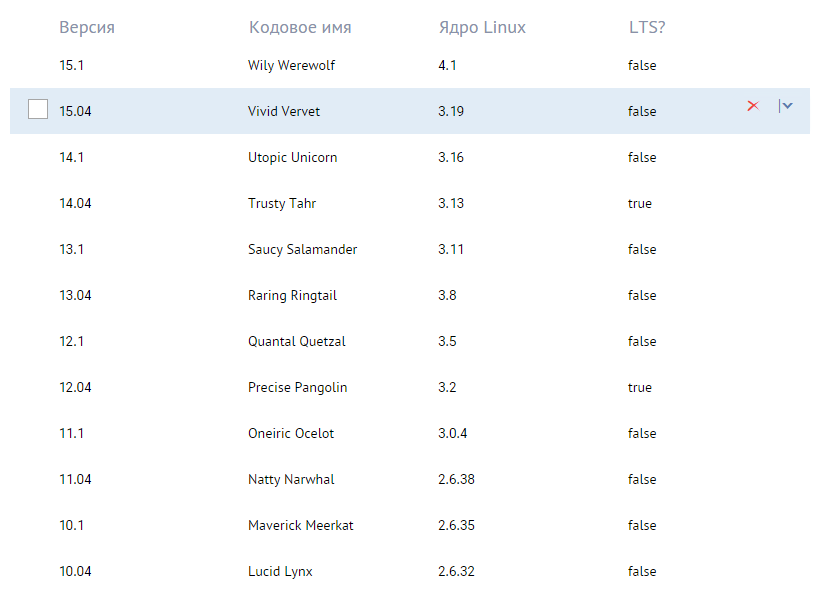 Версия Кодовое имя Ядро Linux LTS?
15.1 Wily Werewolf 4.1 false
15.04 Vivid Vervet 3.19 false
14.1 Utopic Unicorn 3.16 false
14.04 Trusty Tahr 3.13 true
13.1 Saucy Salamander 3.11 false
13.04 Raring Ringtail 3.8 false
12.1 Quantal Quetzal 3.5 false
12.04 Precise Pangolin 3.2 true
11.1 Oneiric Ocelot 3.0.4 false
11.04 Natty Narwhal 2.6.38 false
10.1 Maverick Meerkat 2.6.35 false
10.04 Lucid Lynx 2.6.32 false